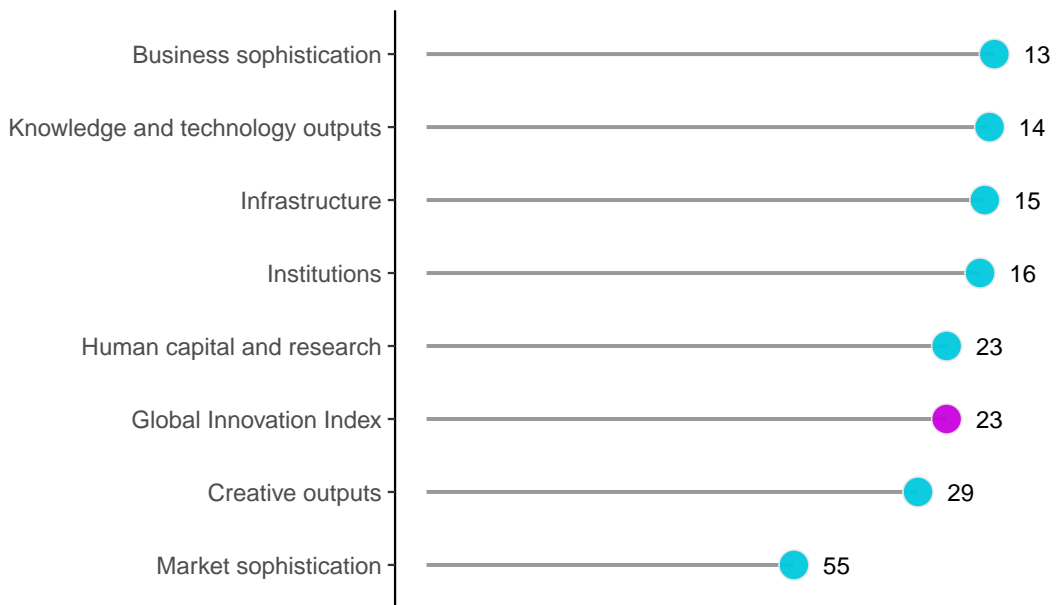 Business sophistication 13
Knowledge and technology outputs 14
Infrastructure 15
Institutions 16
Human capital and research 23
Global Innovation Index 23
Creative outputs 29
Market sophistication 55